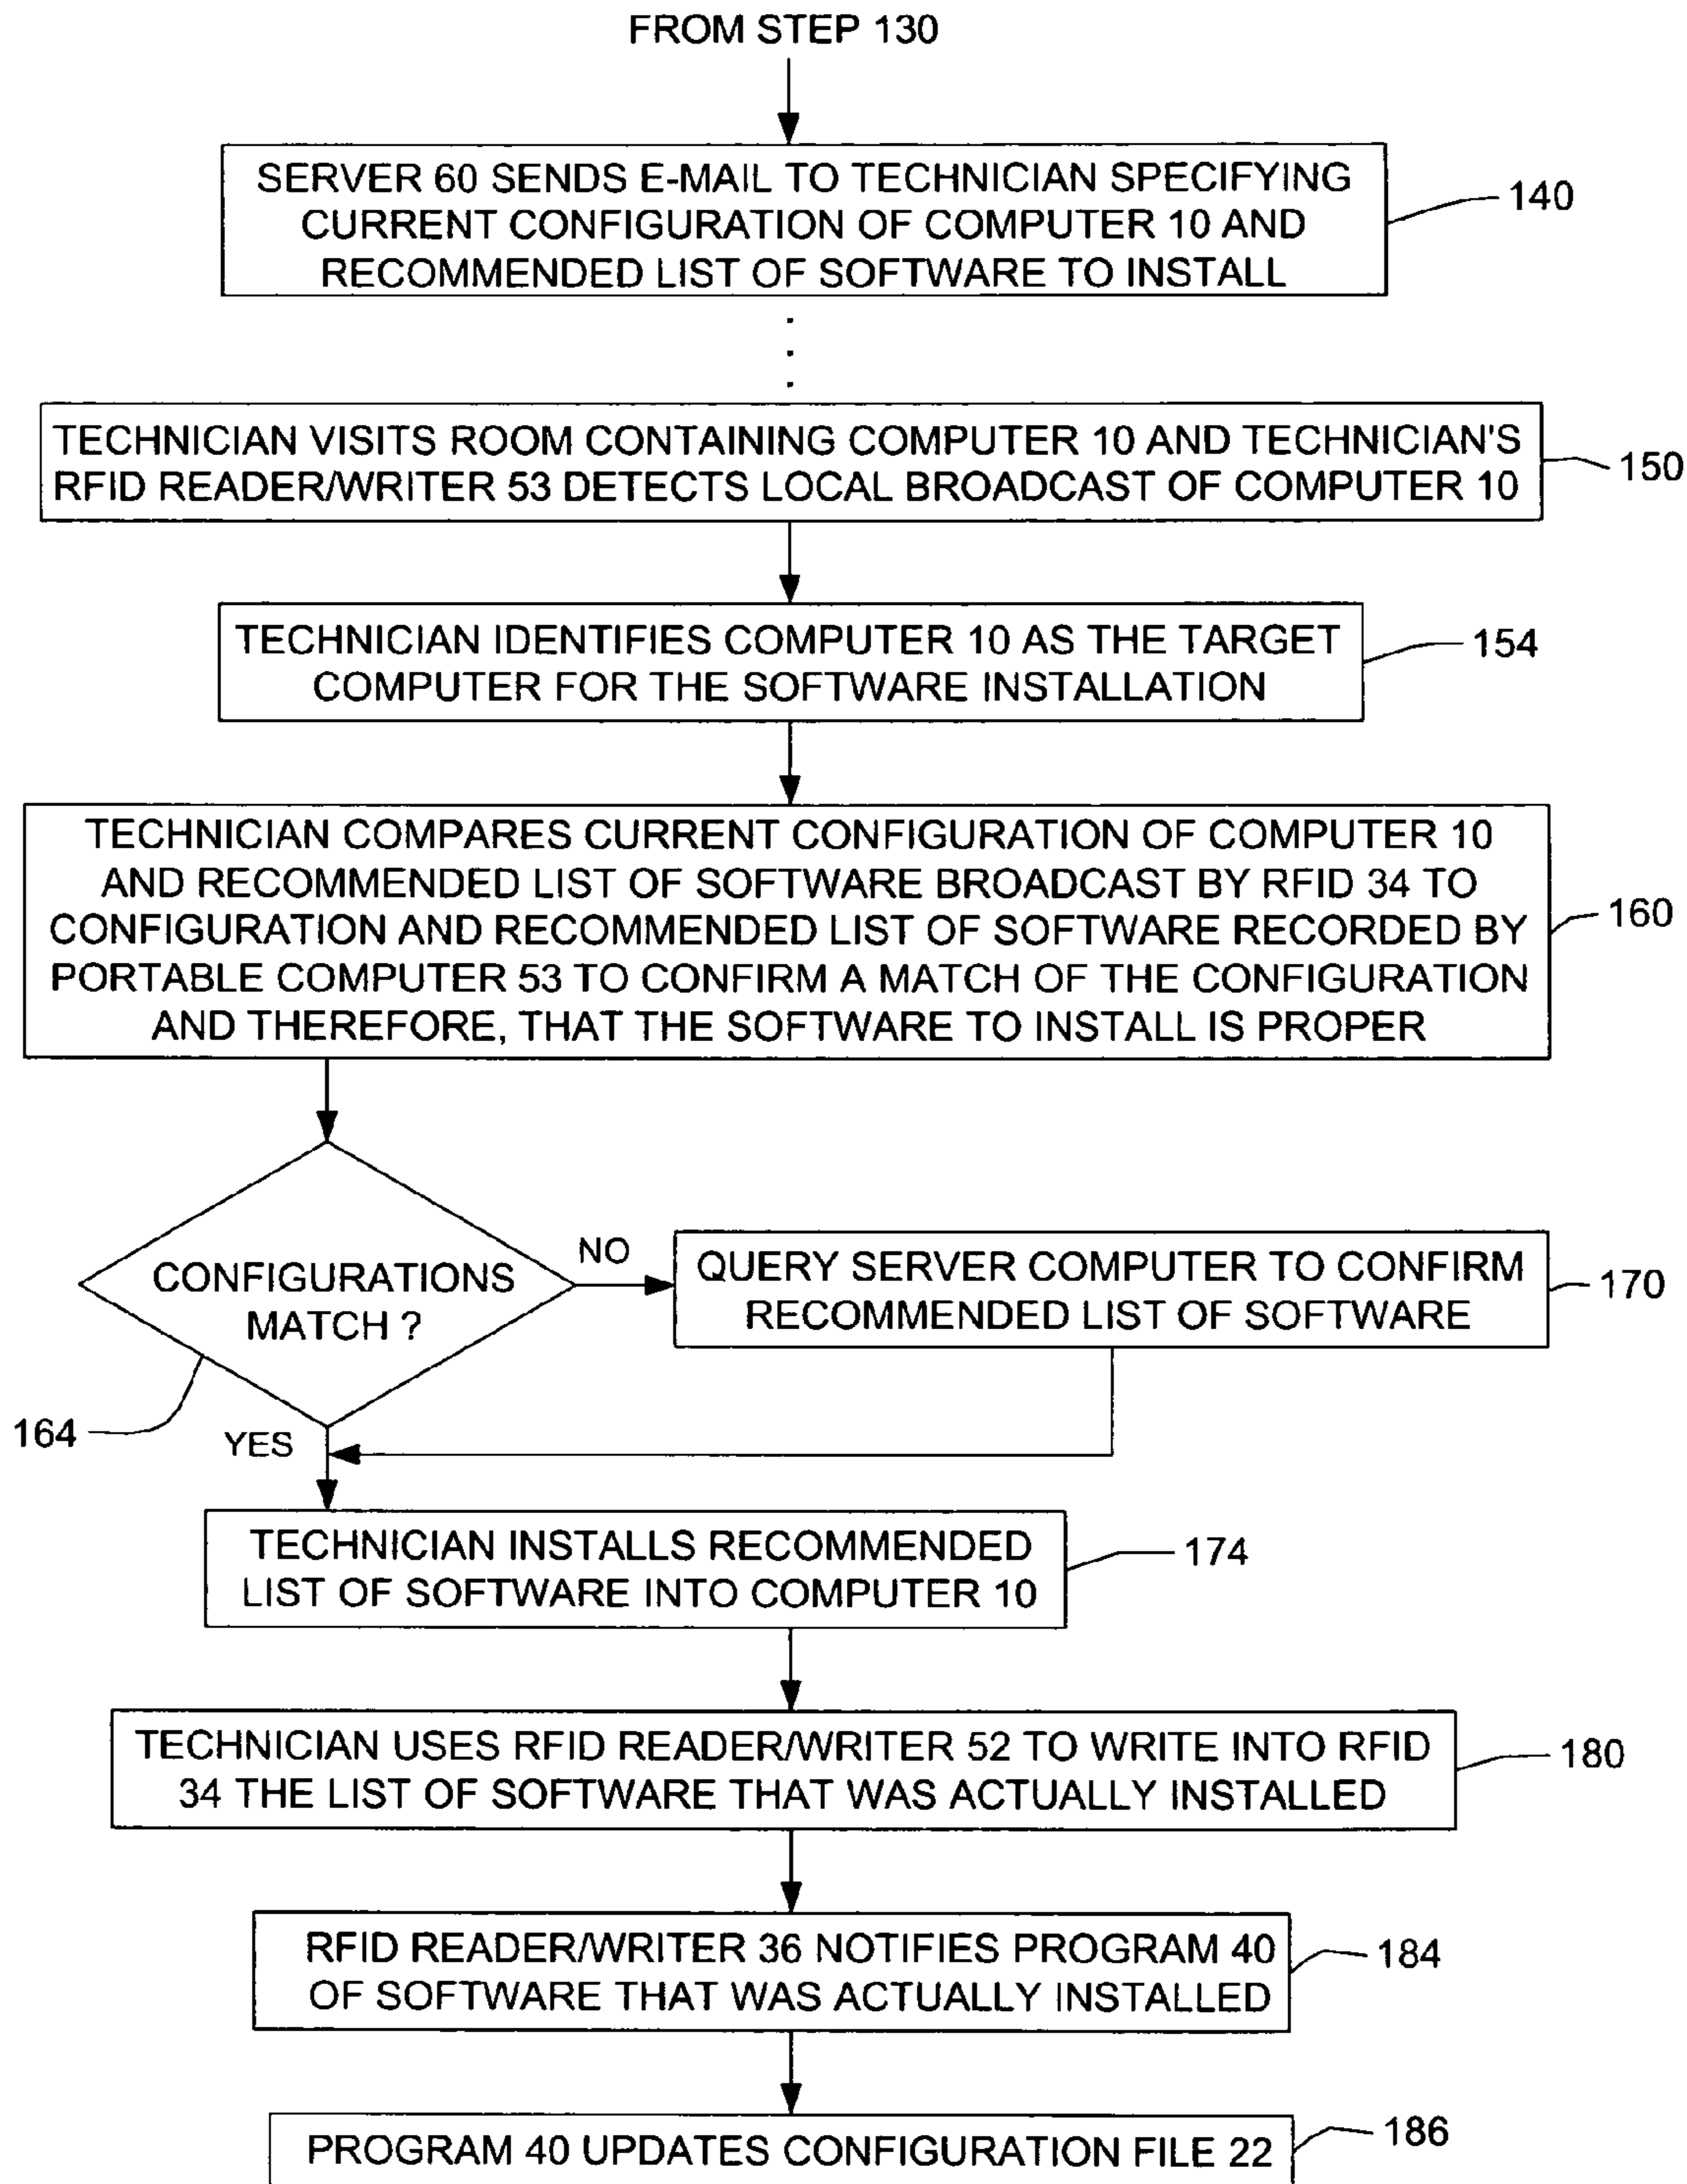 FROM STEP 130
SERVER 60 SENDS E-MAIL TO TECHNICIAN SPECIFYING
CURRENT CONFIGURATION OF COMPUTER 10 AND
RECOMMENDED LIST OF SOFTWARE TO INSTALL
140
TECHNICIAN VISITS ROOM CONTAINING COMPUTER 10 AND TECHNICIAN'S
RFID READER/WRITER 53 DETECTS LOCAL BROADCAST OF COMPUTER 10
150
TECHNICIAN IDENTIFIES COMPUTER 10 AS THE TARGET
COMPUTER FOR THE SOFTWARE INSTALLATION
154
TECHNICIAN COMPARES CURRENT CONFIGURATION OF COMPUTER 10
AND RECOMMENDED LIST OF SOFTWARE BROADCAST BY RFID 34 TO
CONFIGURATION AND RECOMMENDED LIST OF SOFTWARE RECORDED BY
PORTABLE COMPUTER 53 TO CONFIRM A MATCH OF THE CONFIGURATION
AND THEREFORE, THAT THE SOFTWARE TO INSTALL IS PROPER
160
CONFIGURATIONS
MATCH ?
164
NO
QUERY SERVER COMPUTER TO CONFIRM
RECOMMENDED LIST OF SOFTWARE
170
YES
TECHNICIAN INSTALLS RECOMMENDED
LIST OF SOFTWARE INTO COMPUTER 10
174
TECHNICIAN USES RFID READER/WRITER 52 TO WRITE INTO RFID
34 THE LIST OF SOFTWARE THAT WAS ACTUALLY INSTALLED
180
RFID READER/WRITER 36 NOTIFIES PROGRAM 40
OF SOFTWARE THAT WAS ACTUALLY INSTALLED
184
PROGRAM 40 UPDATES CONFIGURATION FILE 22
186